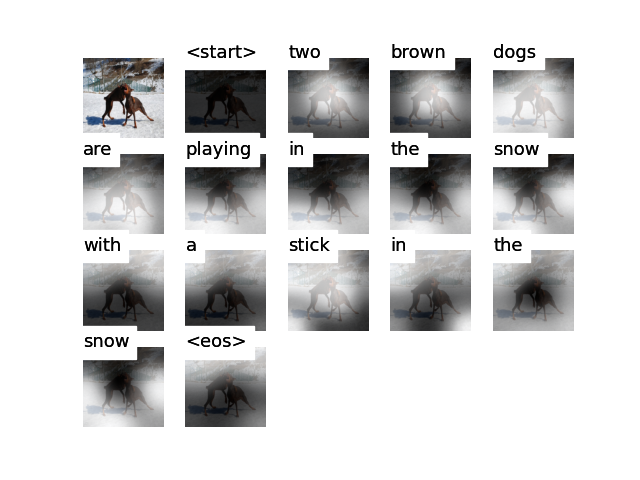 <start> two brown dogs
are playing in the snow
with a stick in the
snow <eos>